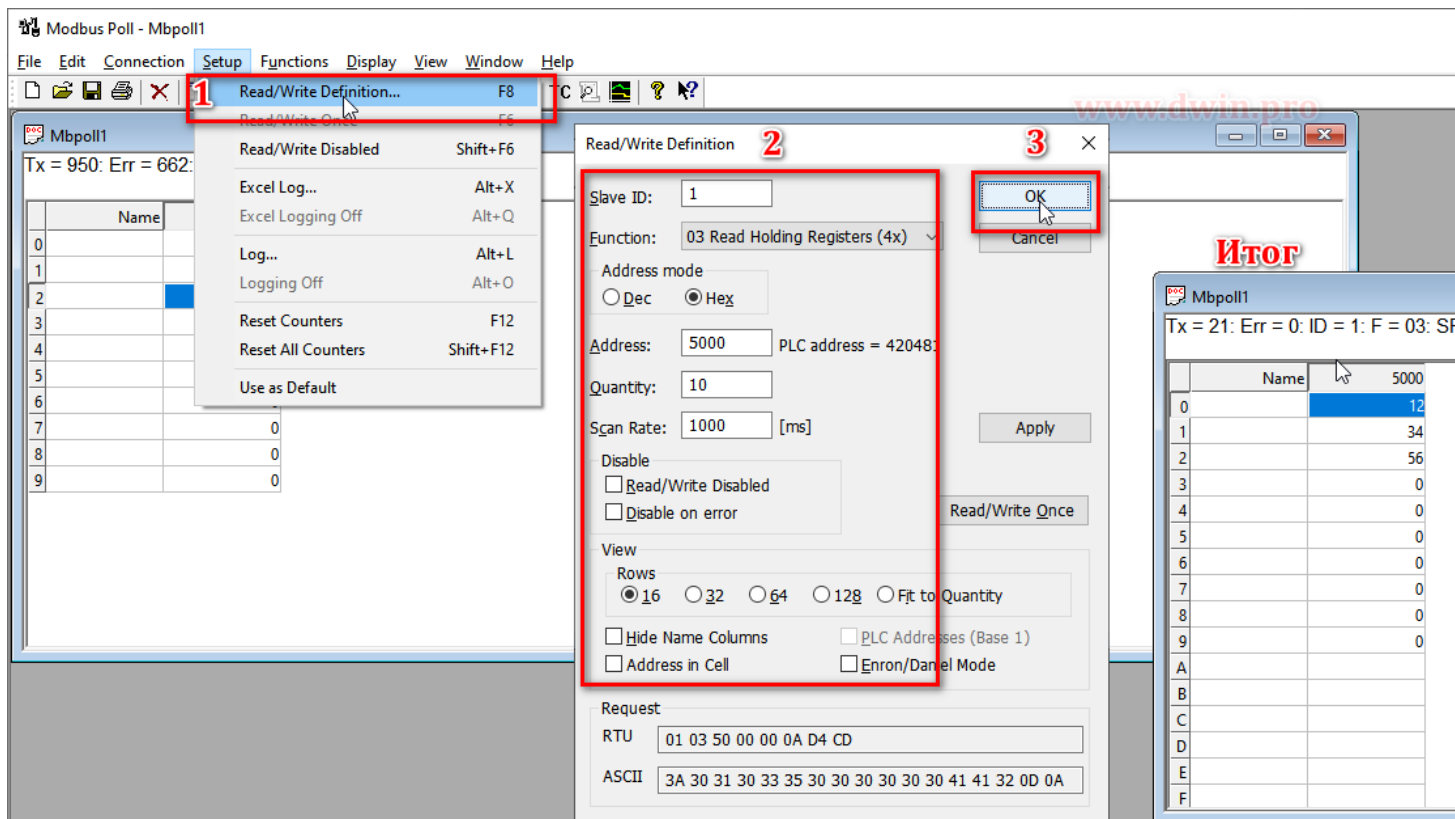 Modbus Poll - Mbpoll1
File Edit Connection Setup Functions Display View Window Help
1
Read/Write Definition... F8
Read/Write Once F6
Read/Write Disabled Shift+F6
Excel Log... Alt+X
Excel Logging Off Alt+Q
Log... Alt+L
Logging Off Alt+O
Reset Counters F12
Reset All Counters Shift+F12
Use as Default
TC
www.dwin.pro
Mbpoll1
Tx = 950: Err = 662:
Name
0
1
2
3
4
5
6
7 0
8 0
9 0
Read/Write Definition
2
3
Slave ID: 1
OK
Function: 03 Read Holding Registers (4x)
Cancel
Address mode
Dec Hex
Address: 5000 PLC address = 420481
Quantity: 10
Scan Rate: 1000 [ms]
Apply
Disable
Read/Write Disabled
Disable on error
Read/Write Once
View
Rows
16 32 64 128 Fit to Quantity
Hide Name Columns PLC Addresses (Base 1)
Address in Cell Enron/Daniel Mode
Request
RTU 01 03 50 00 00 0A D4 CD
ASCII 3A 30 31 30 33 35 30 30 30 30 30 30 41 41 32 0D 0A
Итог
Mbpoll1
Tx = 21: Err = 0: ID = 1: F = 03: SR
Name 5000
0 12
1 34
2 56
3 0
4 0
5 0
6 0
7 0
8 0
9 0
A
B
C
D
E
F